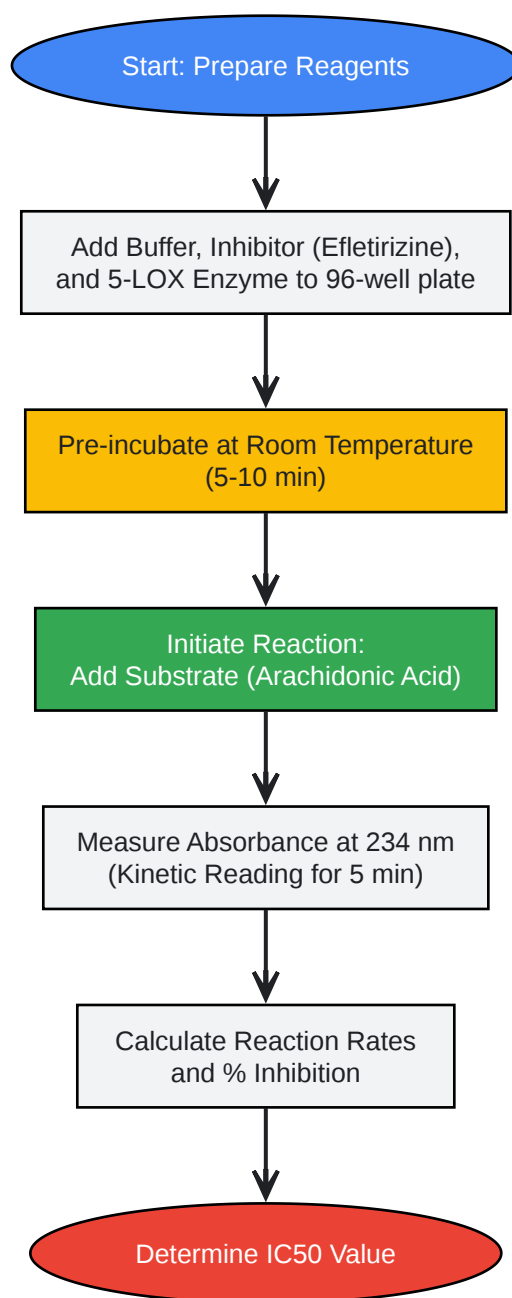 Start: Prepare Reagents
Add Buffer, Inhibitor (Efletirizine),
and 5-LOX Enzyme to 96-well plate
Pre-incubate at Room Temperature
(5-10 min)
Initiate Reaction:
Add Substrate (Arachidonic Acid)
Measure Absorbance at 234 nm
(Kinetic Reading for 5 min)
Calculate Reaction Rates
and % Inhibition
Determine IC50 Value